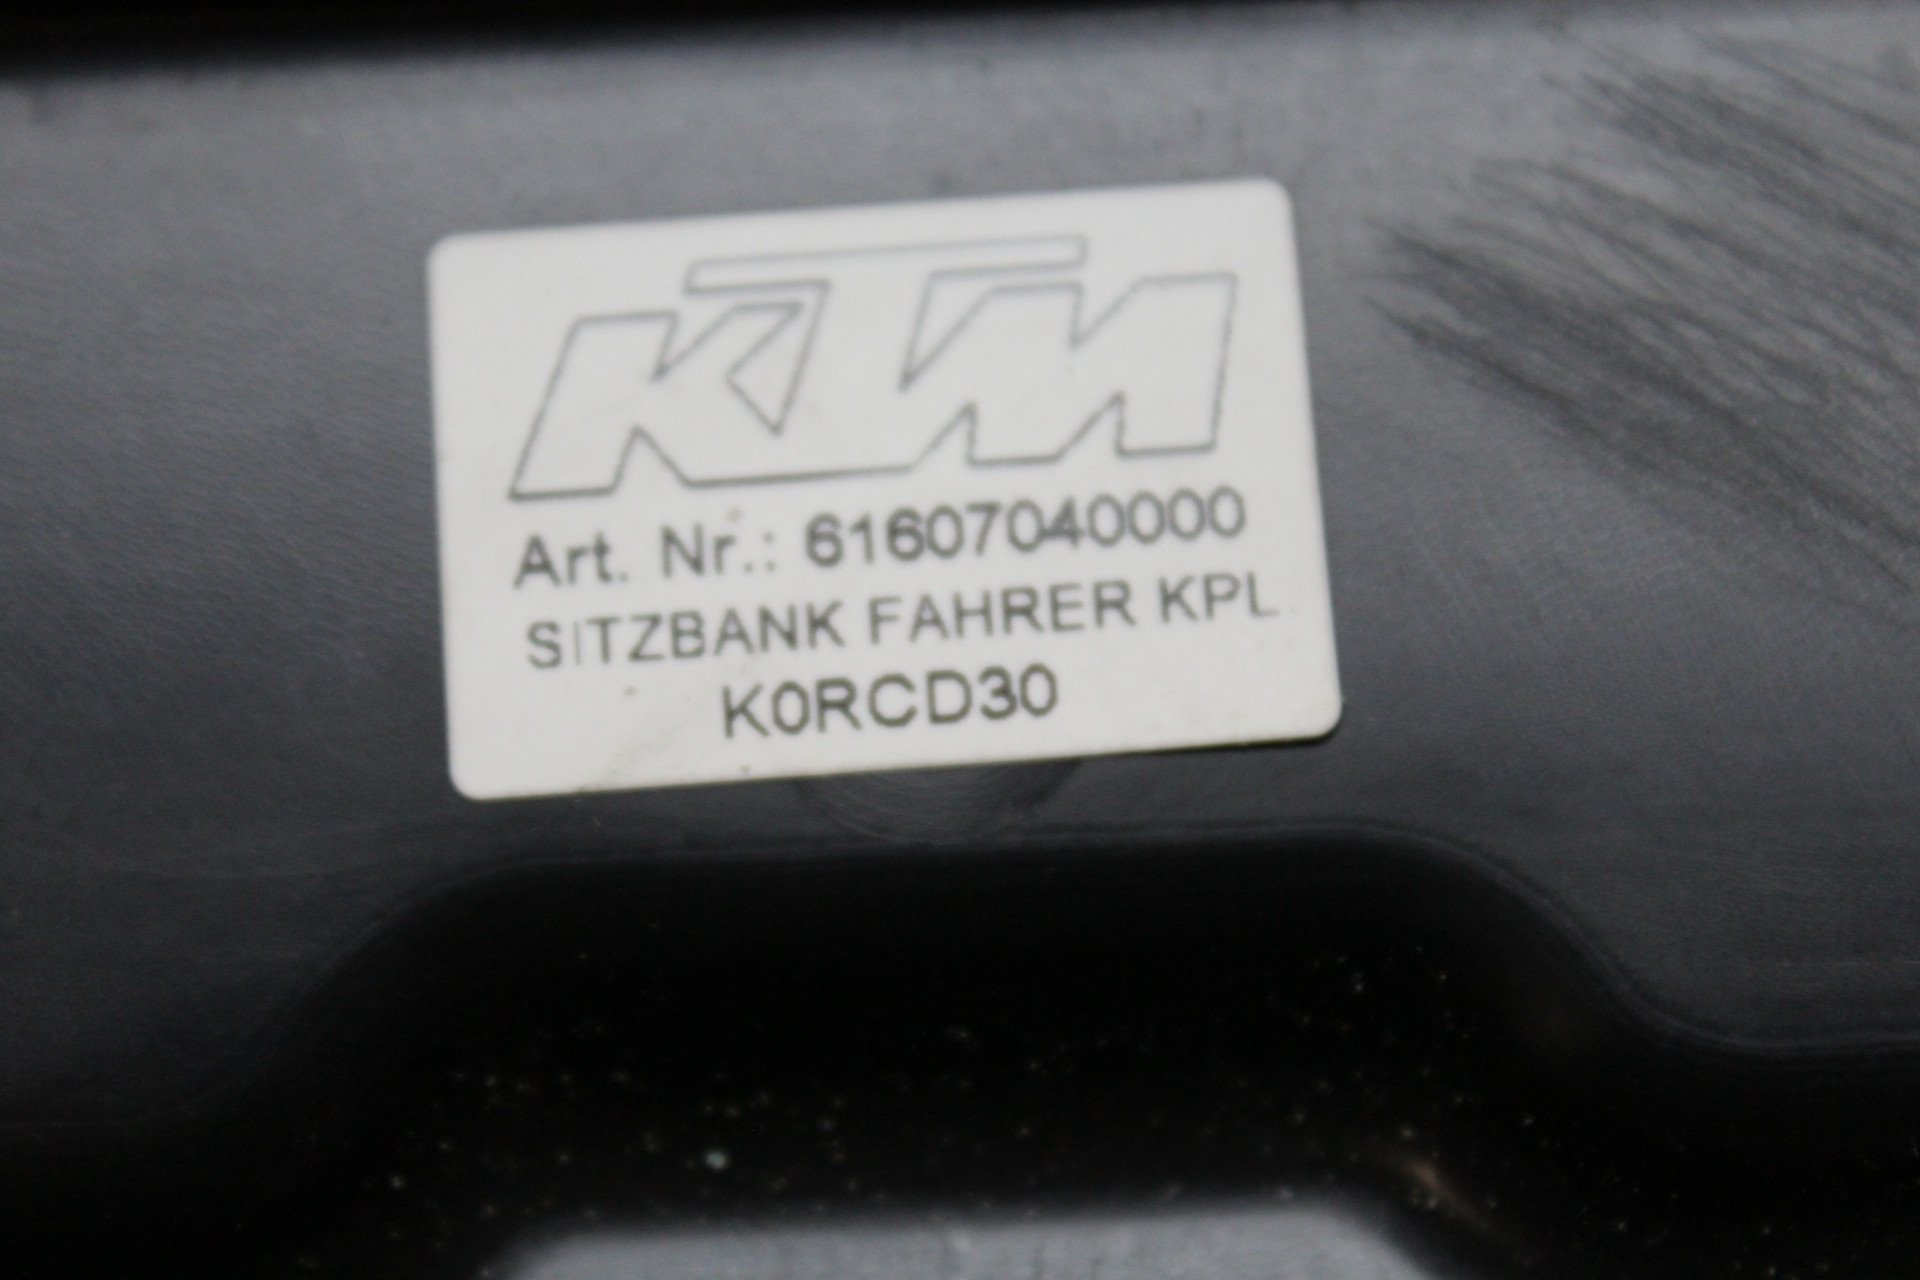 KTM
Art. Nr.: 61607040000
SITZBANK FAHRER KPL
K0RCD30